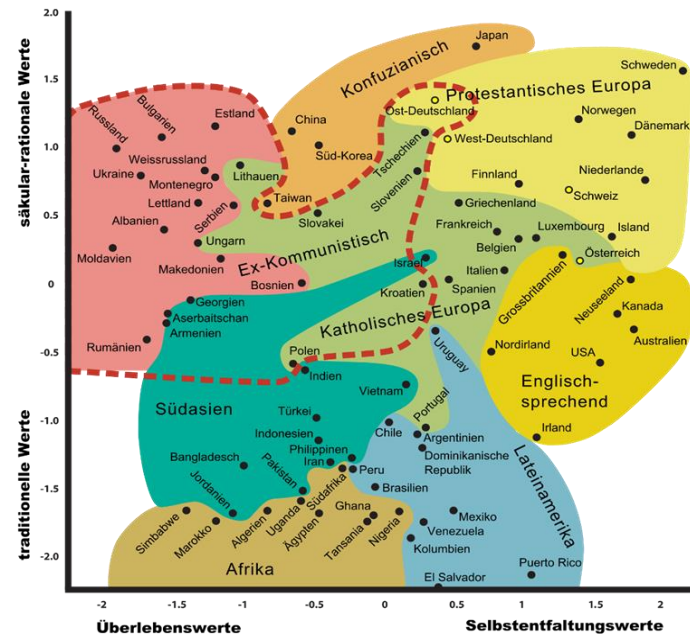 säkular-rationale Werte
traditionelle Werte
2.0
1.5
1.0
0.5
0
-0.5
-1.0
-1.5
-2.0
Japan
Konfuzianisch
Schweden
Protestantisches Europa
Ost-Deutschland
Russland
Bulgarien
Estland
China
Süd-Korea
Tschechien
West-Deutschland
Norwegen
Dänemark
Weissrussland
Ukraine
Montenegro
Lithauen
Slovenien
Finnland
Niederlande
Schweiz
Lettland
Serbien
Taiwan
Slovakei
Griechenland
Albanien
Ungarn
Ex-Kommunistisch
Frankreich
Luxembourg
Island
Belgien
Moldavien
Makedonien
Israel
Österreich
Bosnien
Kroatien
Italien
Spanien
Grossbritannien
Neuseeland
Georgien
Aserbaitschan
Armenien
Katholisches Europa
Kanada
Australien
Rumänien
Polen
Indien
Uruguay
Nordirland
USA
Englisch-
sprechend
Südasien
Vietnam
Türkei
Portugal
Chile
Irland
Indonesien
Argentinien
Philippinen
Dominikanische
Republik
Bangladesch
Iran
Peru
Lateinamerika
Jordanien
Pakistan
Südafrika
Brasilien
Simbabwe
Marokko
Algerien
Uganda
Ägypten
Ghana
Tansania
Nigeria
Mexiko
Venezuela
Kolumbien
Afrika
Puerto Rico
El Salvador
-2
-1.5
-1
-0.5
0
0.5
1
1.5
2
Überlebenswerte
Selbstentfaltungswerte